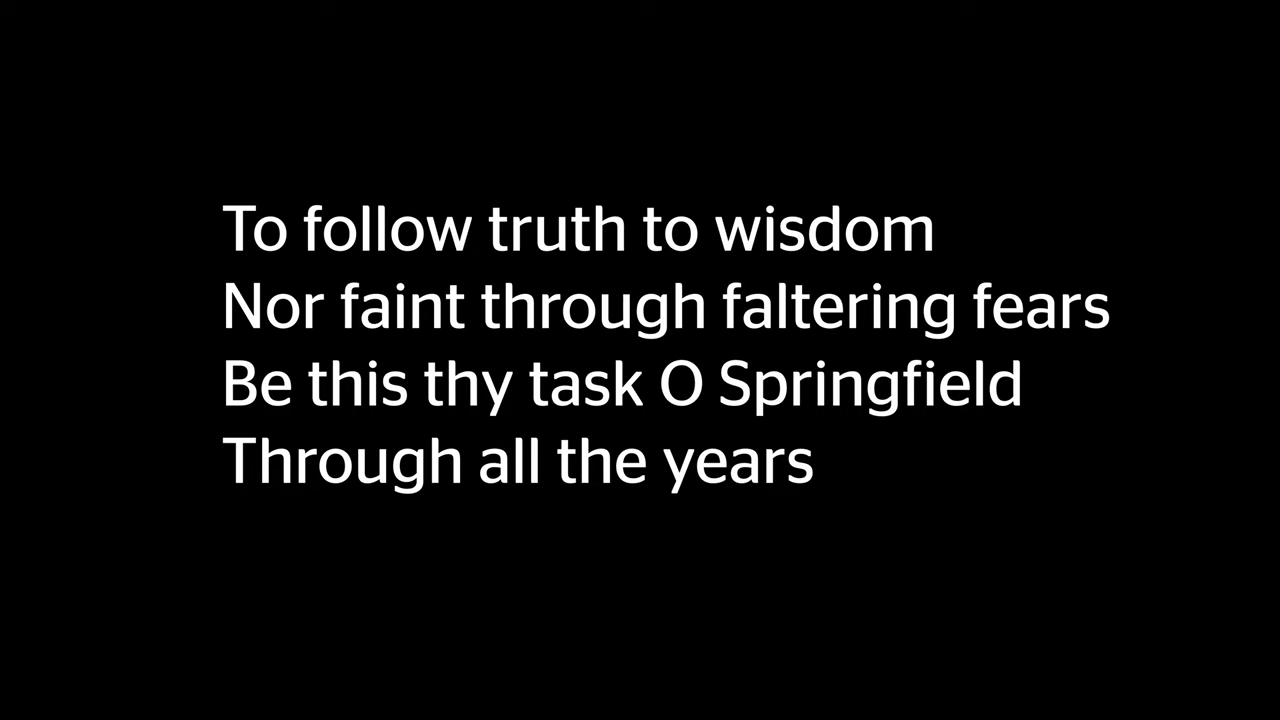 To follow truth to wisdom
Nor faint through faltering fears
Be this thy task O Springfield
Through all the years